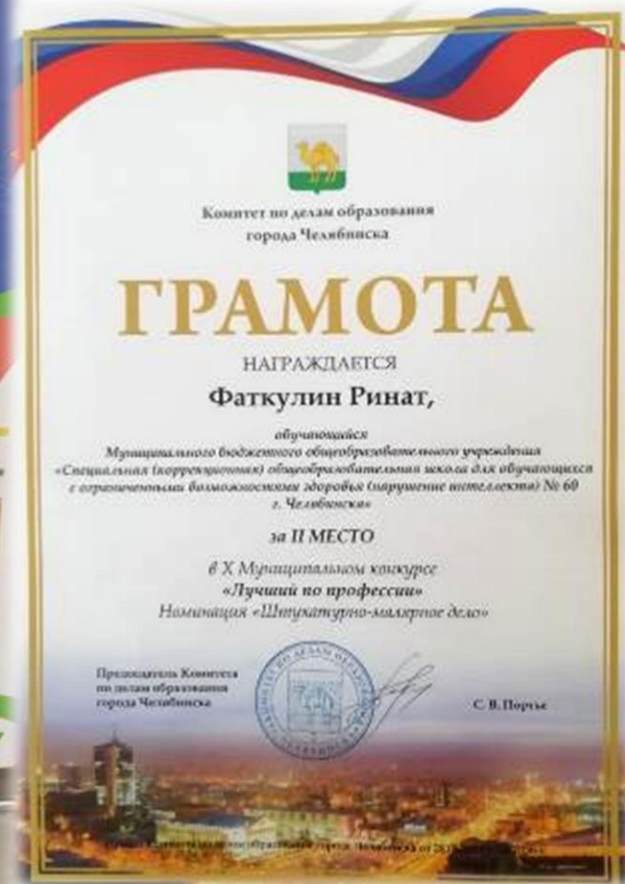 Комитет по делам образования
города Челябинска
ГРАМОТА
НАГРАЖДАЕТСЯ
Фаткулин Ринат,
обучающийся
Муниципального бюджетного общеобразовательного учреждения
«Специальная (коррекционная) общеобразовательная школа для обучающихся
с ограниченными возможностями здоровья (нарушение интеллекта) № 60
г. Челябинска»
за II МЕСТО
в X Муниципальном конкурсе
«Лучший по профессии»
Номинация «Штукатурно-малярное дело»
Председатель Комитета
по делам образования
города Челябинска
С. В. Портье